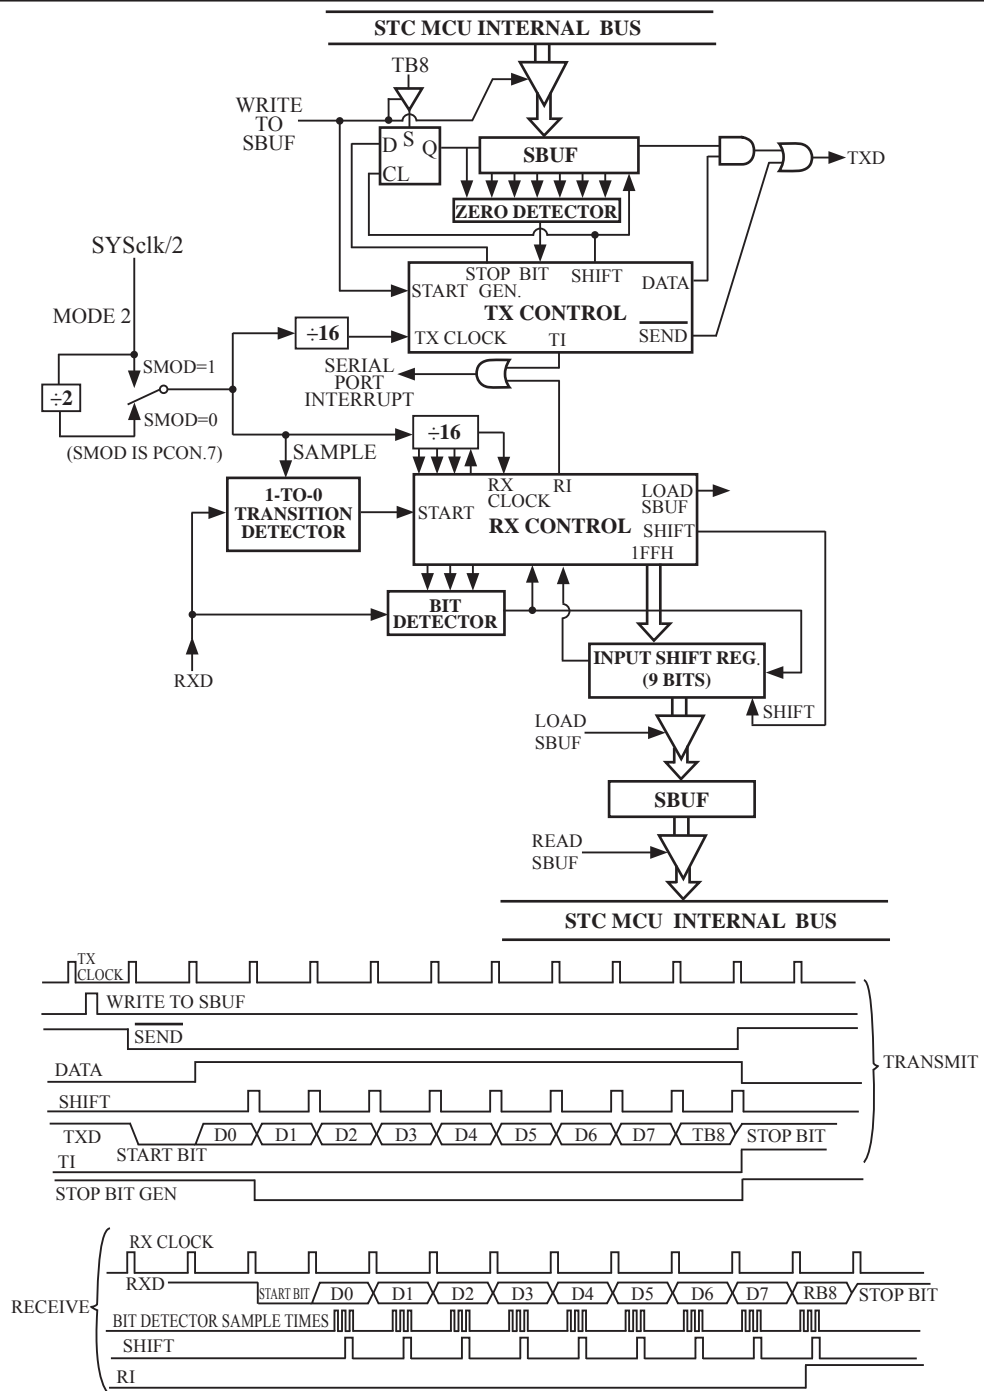 STC MCU INTERNAL BUS
TB8
WRITE
TO
SBUF
D S Q
CL
SBUF
TXD
ZERO DETECTOR
SYSclk/2
STOP BIT SHIFT
START GEN. DATA
TX CONTROL
MODE 2
÷16
TX CLOCK TI SEND
SMOD=1
SERIAL
PORT
INTERRUPT
÷2
SMOD=0
(SMOD IS PCON.7)
SAMPLE
÷16
1-TO-0
TRANSITION
DETECTOR
RX
CLOCK
RI
LOAD
SBUF
START
RX CONTROL
SHIFT
1FFH
BIT
DETECTOR
RXD
INPUT SHIFT REG.
(9 BITS)
SHIFT
LOAD
SBUF
SBUF
READ
SBUF
STC MCU INTERNAL BUS
TX
CLOCK
WRITE TO SBUF
SEND
DATA
TRANSMIT
SHIFT
TXD
START BIT
D0 D1 D2 D3 D4 D5 D6 D7 TB8 STOP BIT
TI
STOP BIT GEN
RX CLOCK
RXD
START BIT D0 D1 D2 D3 D4 D5 D6 D7 RB8 STOP BIT
RECEIVE
BIT DETECTOR SAMPLE TIMES
SHIFT
RI